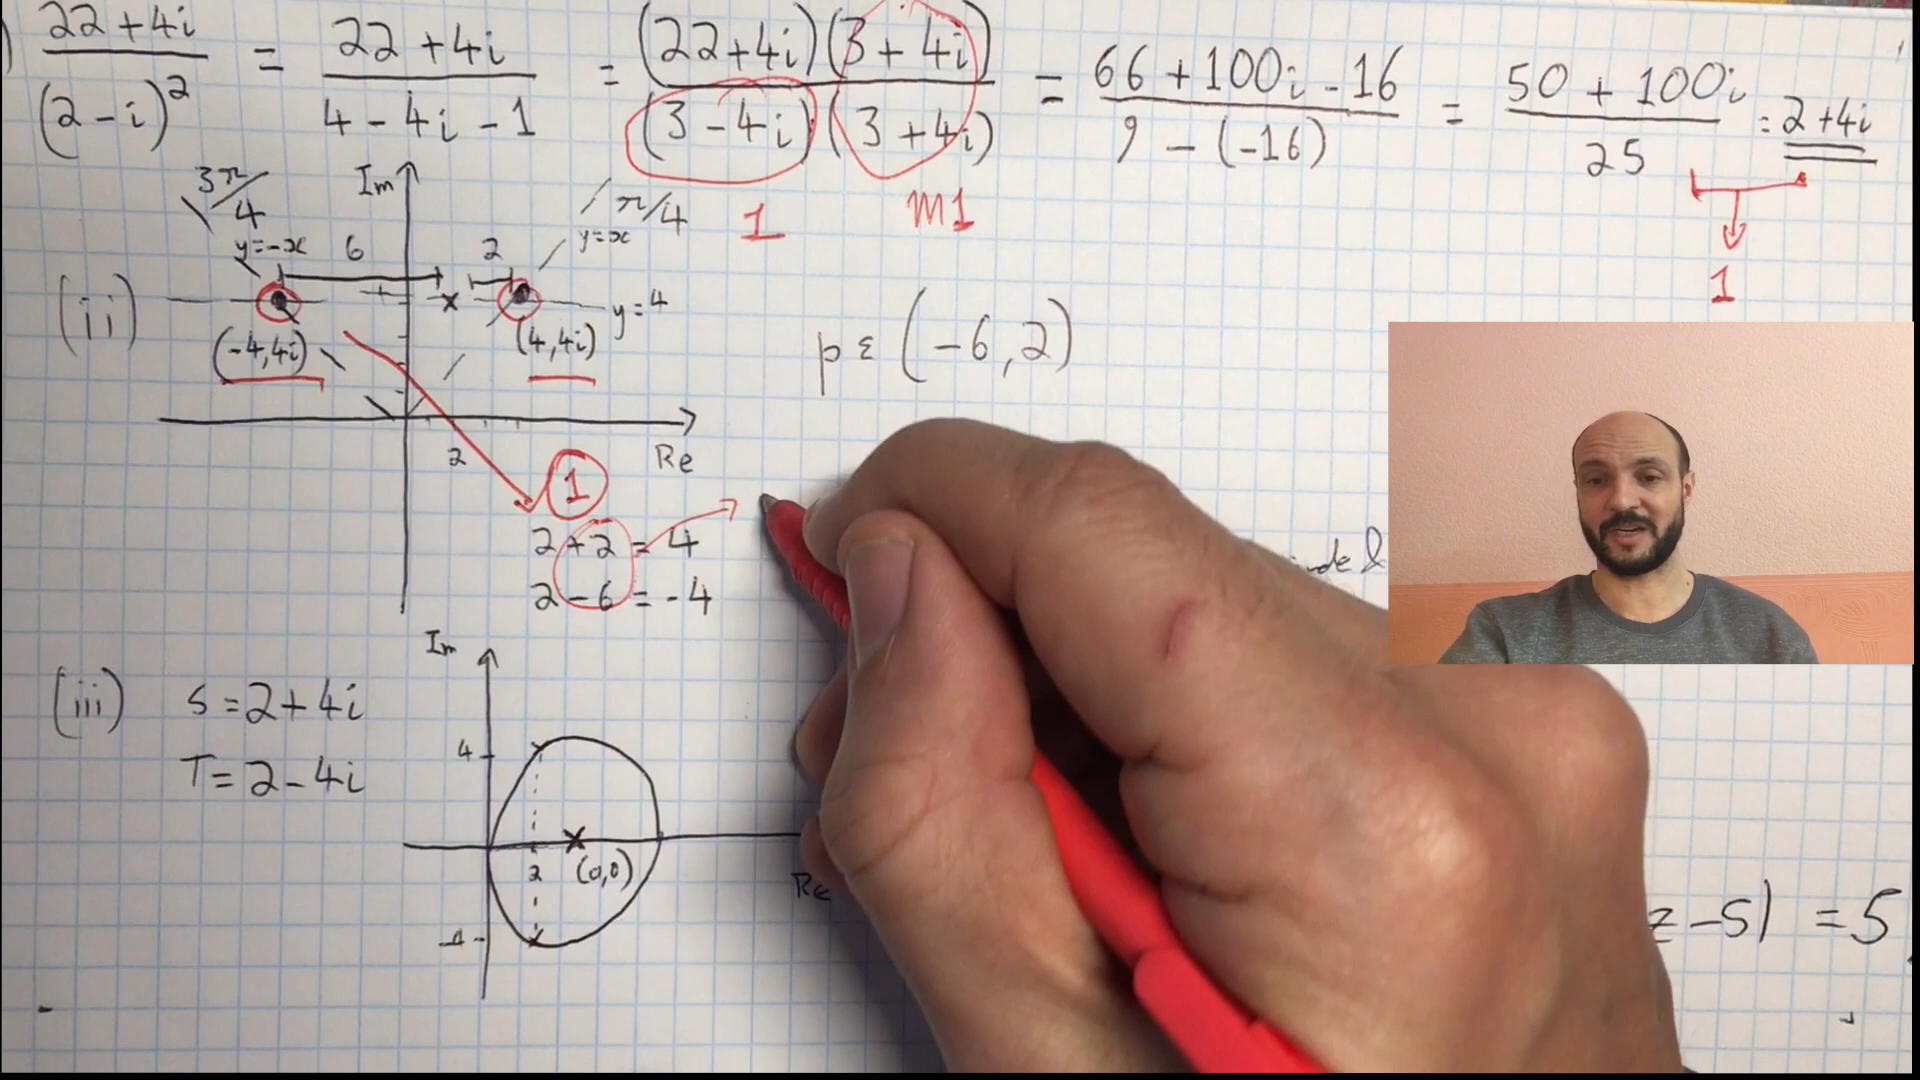 ) 22+4i / (2-i)² = 22+4i / 4-4i-1 = (22+4i)(3+4i) / (3-4i)(3+4i) = 66+100i-16 / 9-(-16) = 50+100i / 25 = 2+4i
1
m1
1
(ii)
3π/4
Im
π/4
y=-x
6
2
y=x
x
y=4
(-4,4i)
(4,4i)
2
Re
p ε (-6,2)
1
2+2=4
2-6=-4
(iii)
S=2+4i
T=2-4i
Im
4
2
(0,0)
Re
-4
z-5| =5